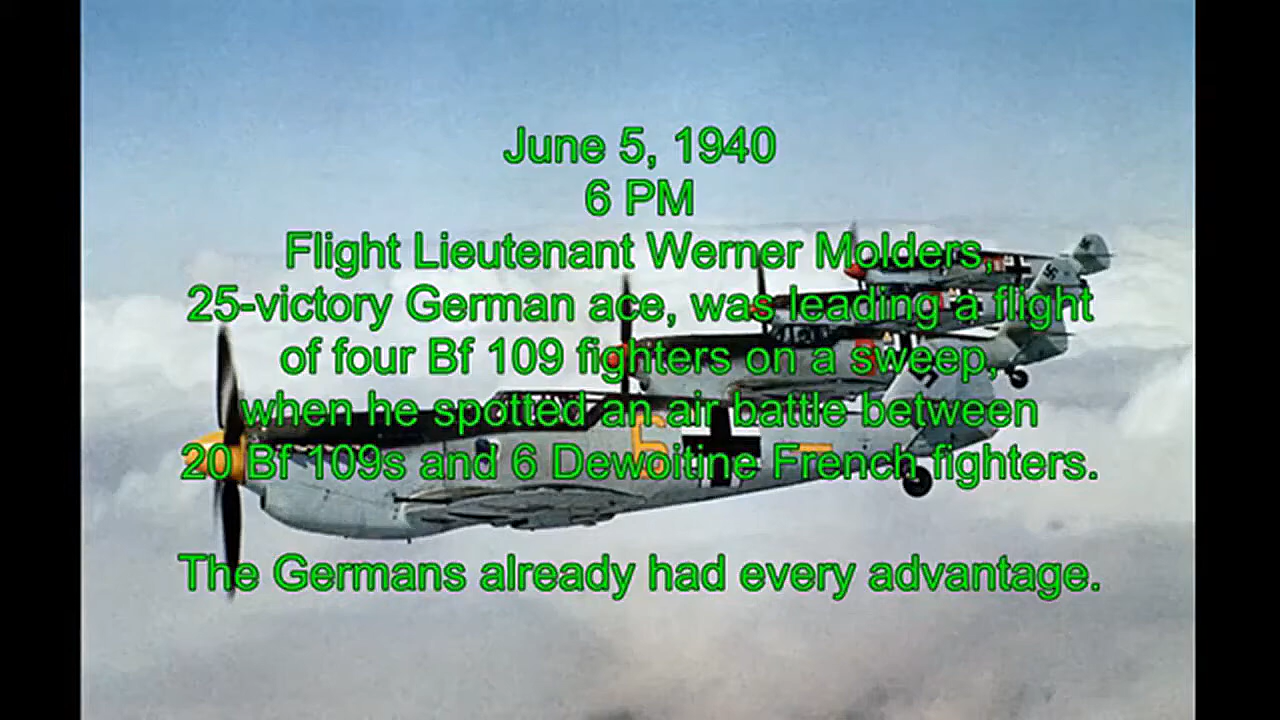 June 5, 1940
6 PM
Flight Lieutenant Werner Molders,
25-victory German ace, was leading a flight
of four Bf 109 fighters on a sweep,
when he spotted an air battle between
20 Bf 109s and 6 Dewoitine French fighters.
The Germans already had every advantage.
6